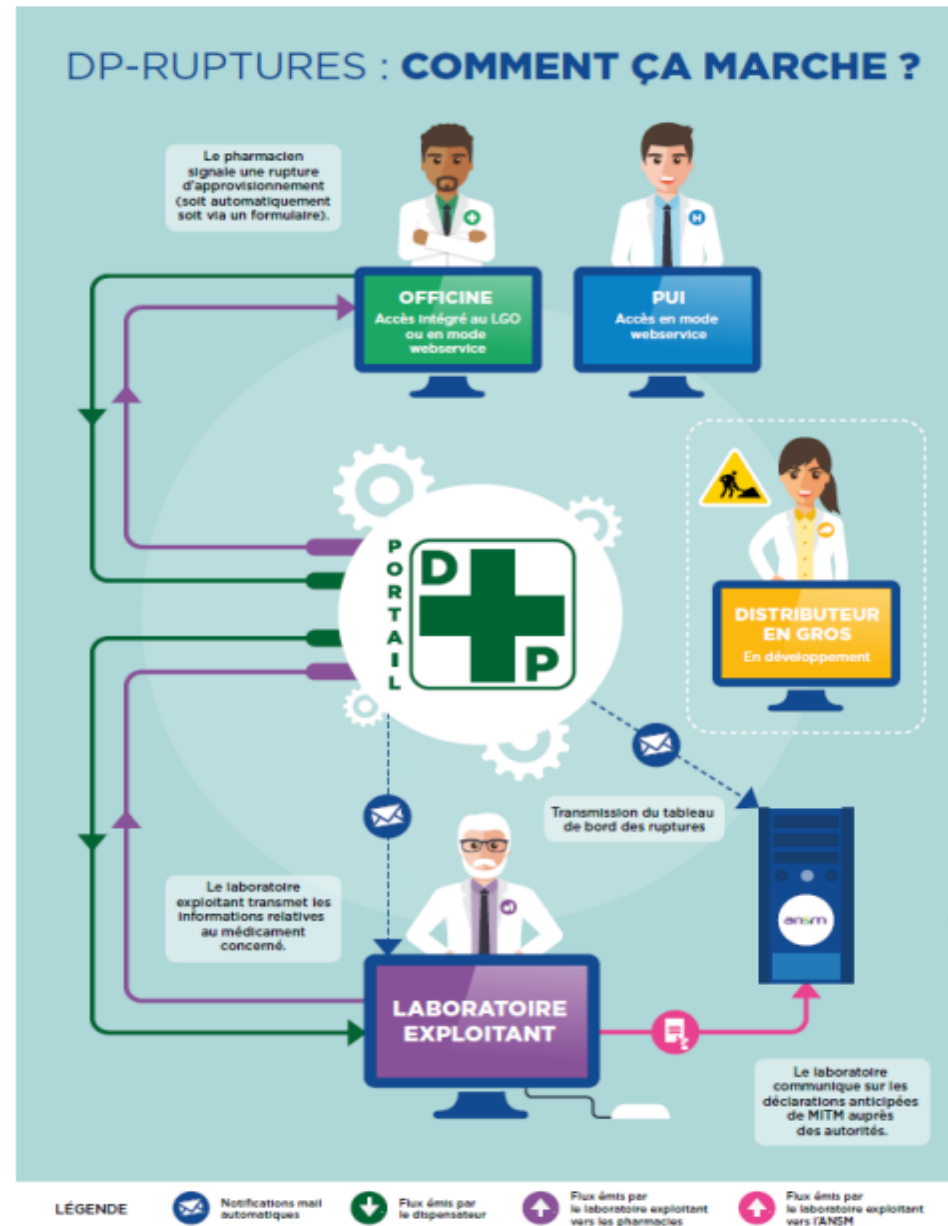 DP-RUPTURES : COMMENT ÇA MARCHE ?
Le pharmacien
signale une rupture
d'approvisionnement
(soit automatiquement
soit via un formulaire).
OFFICINE
Accès intégré au LGO
ou en mode
webservice
PUI
Accès en mode
webservice
H
PORTAIL
D
P
DISTRIBUTEUR
EN GROS
En développement
Transmission du tableau
de bord des ruptures
Le laboratoire
exploitant transmet les
informations relatives
au médicament
concerné.
ansm
LABORATOIRE
EXPLOITANT
Le laboratoire
communique sur les
déclarations anticipées
de MITM auprès
des autorités.
LÉGENDE
Notifications mail
automatiques
Flux émis par
le dispensateur
Flux émis par
le laboratoire exploitant
vers les pharmacies
Flux émis par
le laboratoire exploitant
vers l'ANSM